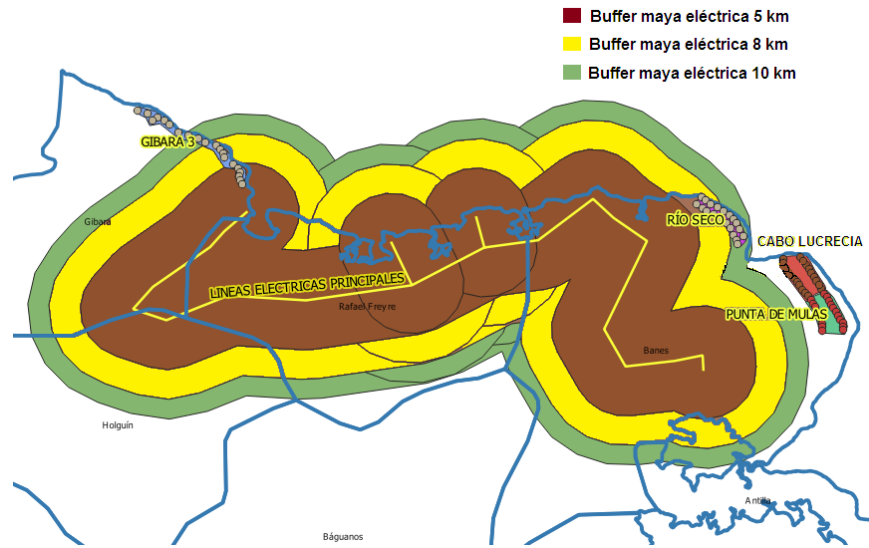 Buffer maya eléctrica 5 km
Buffer maya eléctrica 8 km
Buffer maya eléctrica 10 km
GIBARA 3
Gibara
RÍO SECO
CABO LUCRECIA
LINEAS ELECTRICAS PRINCIPALES
Rafael Freyre
PUNTA DE MULAS
Banes
Holguín
Antilla
Báguanos